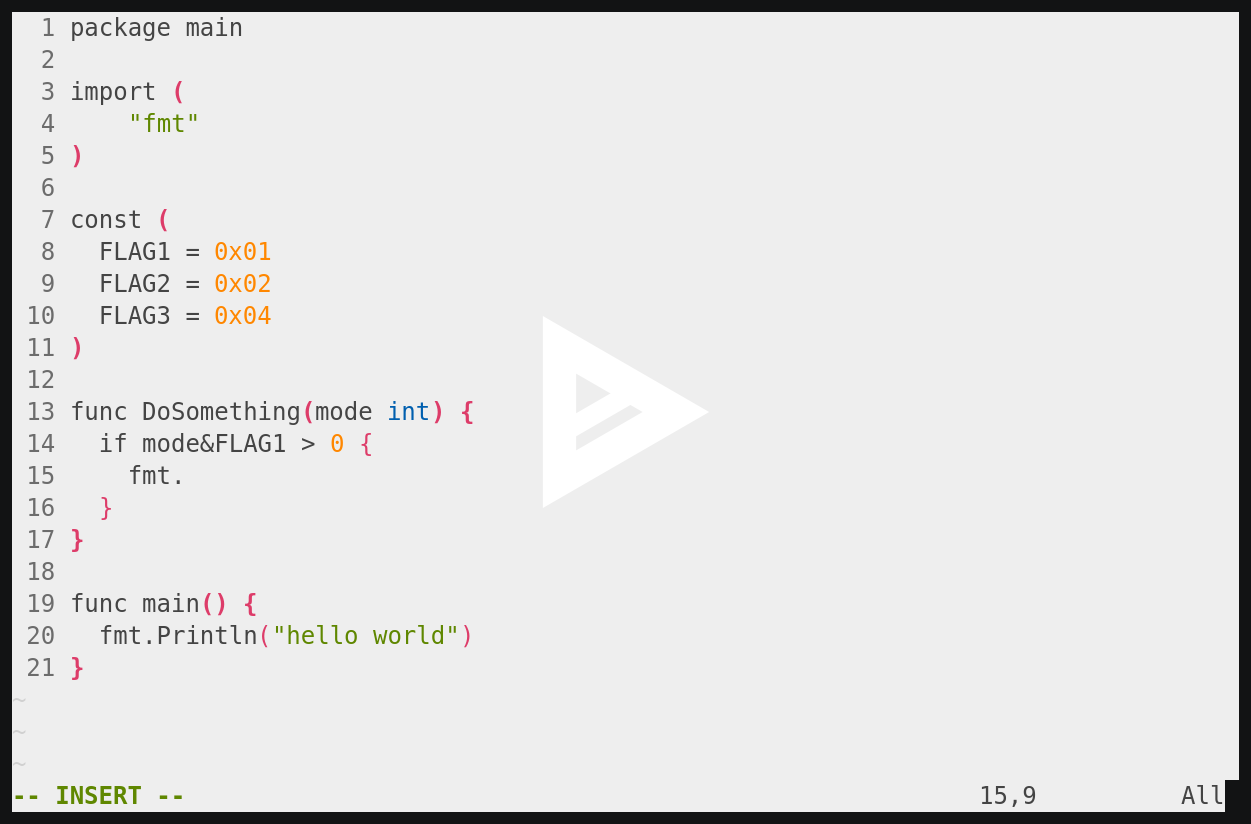 1 package main
2
3 import (
4     "fmt"
5 )
6
7 const (
8   FLAG1 = 0x01
9   FLAG2 = 0x02
10   FLAG3 = 0x04
11 )
12
13 func DoSomething(mode int) {
14   if mode&FLAG1 > 0 {
15     fmt.
16   }
17 }
18
19 func main() {
20   fmt.Println("hello world")
21 }
~
~
~
-- INSERT -- 15,9 All